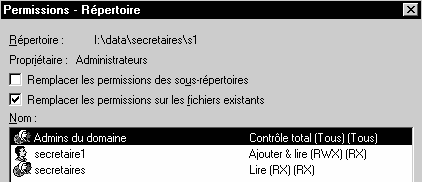 Permissions - Répertoire
Répertoire : I:\data\secretaires\s1
Propriétaire : Administrateurs
Remplacer les permissions des sous-répertoires
Remplacer les permissions sur les fichiers existants
Nom :
Admins du domaine Contrôle total (Tous) (Tous)
secretaire1 Ajouter & lire (RWX) (RX)
secretaires Lire (RX) (RX)